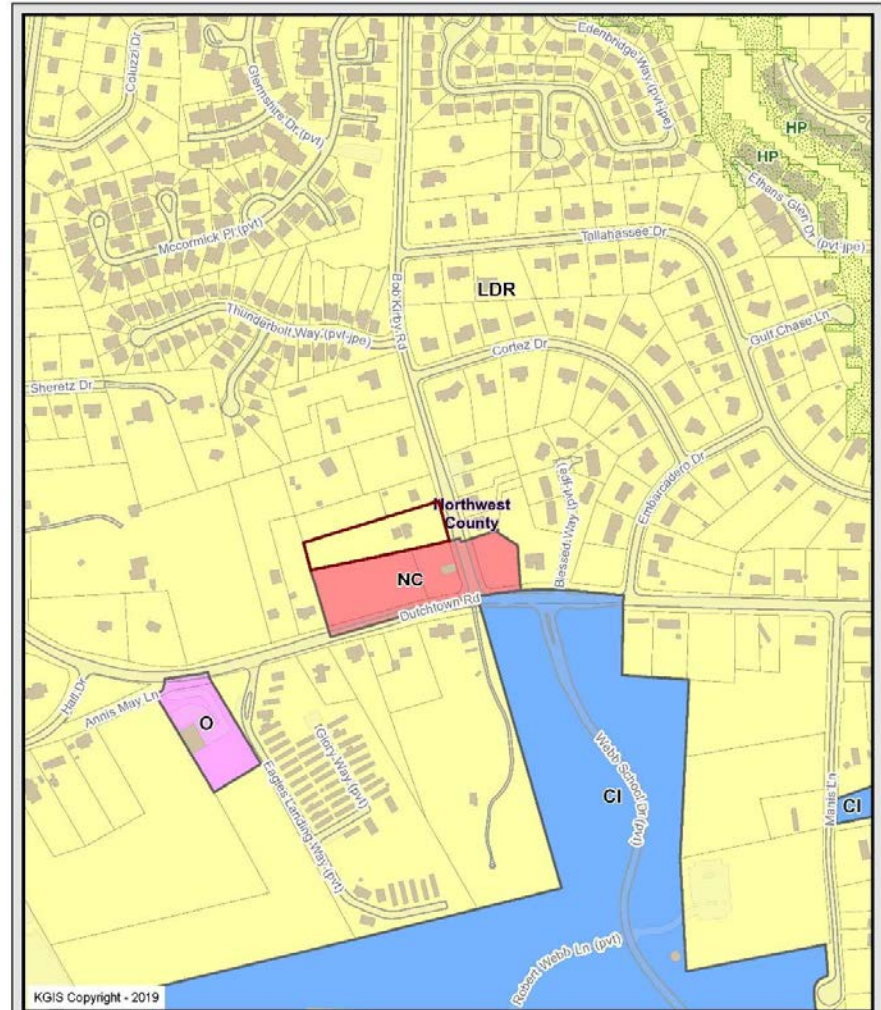 Coluzzi Dr
Glenmshire Dr (pvt)
Edenbridge Way (pvt-jpe)
HP
HP
Ethans Glen Dr (pvt-jpe)
Mccormick Pl (pvt)
Tallahassee Dr
Bob Kirby Rd
LDR
Thunderbolt Way (pvt-jpe)
Gulf Chase Ln
Cortez Dr
Sheretz Dr
Embarcadero Dr
Blessed Way (pvt-jpe)
Northwest
County
NC
Dutchtown Rd
Hall Dr
Annis May Ln
O
Glory Way (pvt)
Eagles Landing Way (pvt)
Webb School Dr (pvt)
CI
CI
Manis Ln
Robert Webb Ln (pvt)
KGIS Copyright - 2019